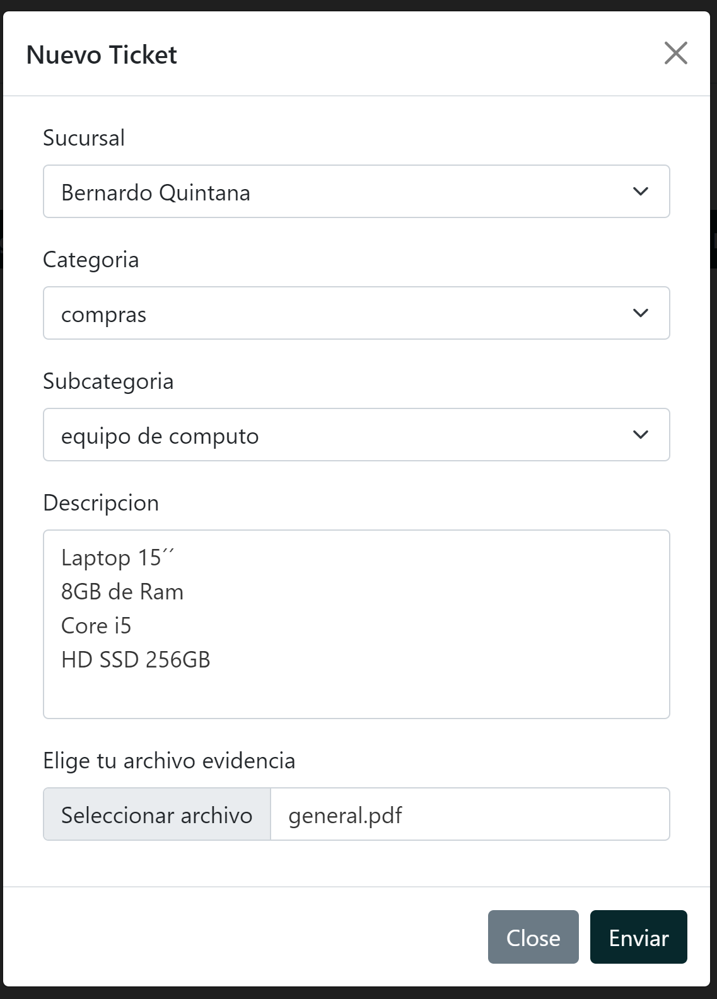 Nuevo Ticket
Sucursal
Bernardo Quintana
Categoria
compras
Subcategoria
equipo de computo
Descripcion
Laptop 15´´
8GB de Ram
Core i5
HD SSD 256GB
Elige tu archivo evidencia
Seleccionar archivo general.pdf
Close Enviar